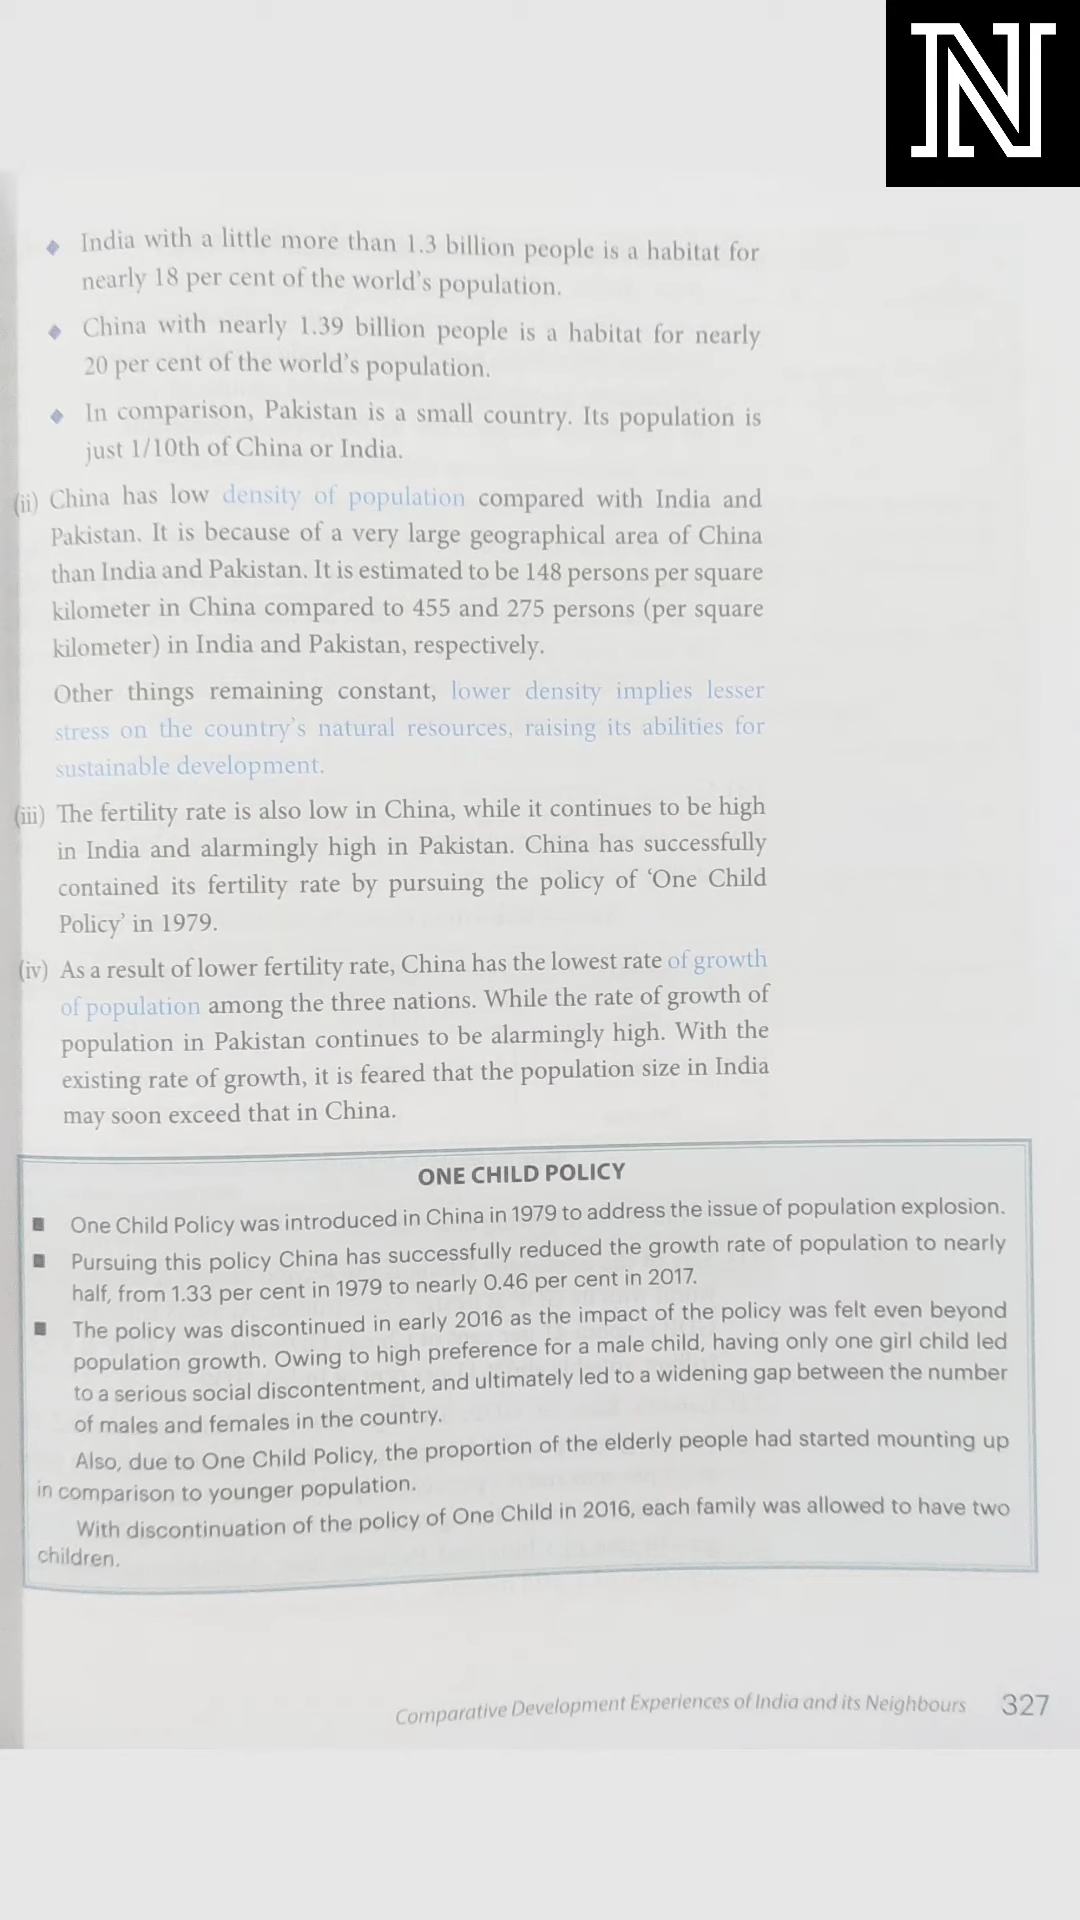 N
◆ India with a little more than 1.3 billion people is a habitat for
nearly 18 per cent of the world's population.
◆ China with nearly 1.39 billion people is a habitat for nearly
20 per cent of the world's population.
◆ In comparison, Pakistan is a small country. Its population is
just 1/10th of China or India.
(ii) China has low density of population compared with India and
Pakistan. It is because of a very large geographical area of China
than India and Pakistan. It is estimated to be 148 persons per square
kilometer in China compared to 455 and 275 persons (per square
kilometer) in India and Pakistan, respectively.
Other things remaining constant, lower density implies lesser
stress on the country's natural resources, raising its abilities for
sustainable development.
(iii) The fertility rate is also low in China, while it continues to be high
in India and alarmingly high in Pakistan. China has successfully
contained its fertility rate by pursuing the policy of 'One Child
Policy' in 1979.
(iv) As a result of lower fertility rate, China has the lowest rate of growth
of population among the three nations. While the rate of growth of
population in Pakistan continues to be alarmingly high. With the
existing rate of growth, it is feared that the population size in India
may soon exceed that in China.
ONE CHILD POLICY
■ One Child Policy was introduced in China in 1979 to address the issue of population explosion.
■ Pursuing this policy China has successfully reduced the growth rate of population to nearly
half, from 1.33 per cent in 1979 to nearly 0.46 per cent in 2017.
■ The policy was discontinued in early 2016 as the impact of the policy was felt even beyond
population growth. Owing to high preference for a male child, having only one girl child led
to a serious social discontentment, and ultimately led to a widening gap between the number
of males and females in the country.
Also, due to One Child Policy, the proportion of the elderly people had started mounting up
in comparison to younger population.
With discontinuation of the policy of One Child in 2016, each family was allowed to have two
children.
Comparative Development Experiences of India and its Neighbours 327